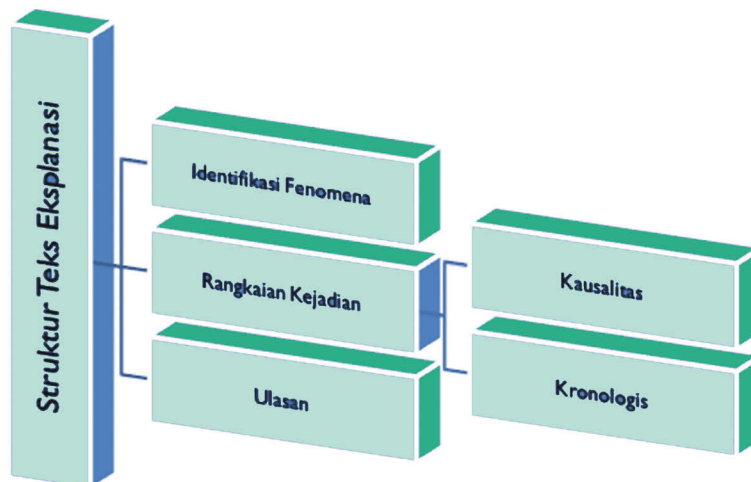 Struktur Teks Eksplanasi
Identifikasi Fenomena
Rangkaian Kejadian
Ulasan
Kausalitas
Kronologis